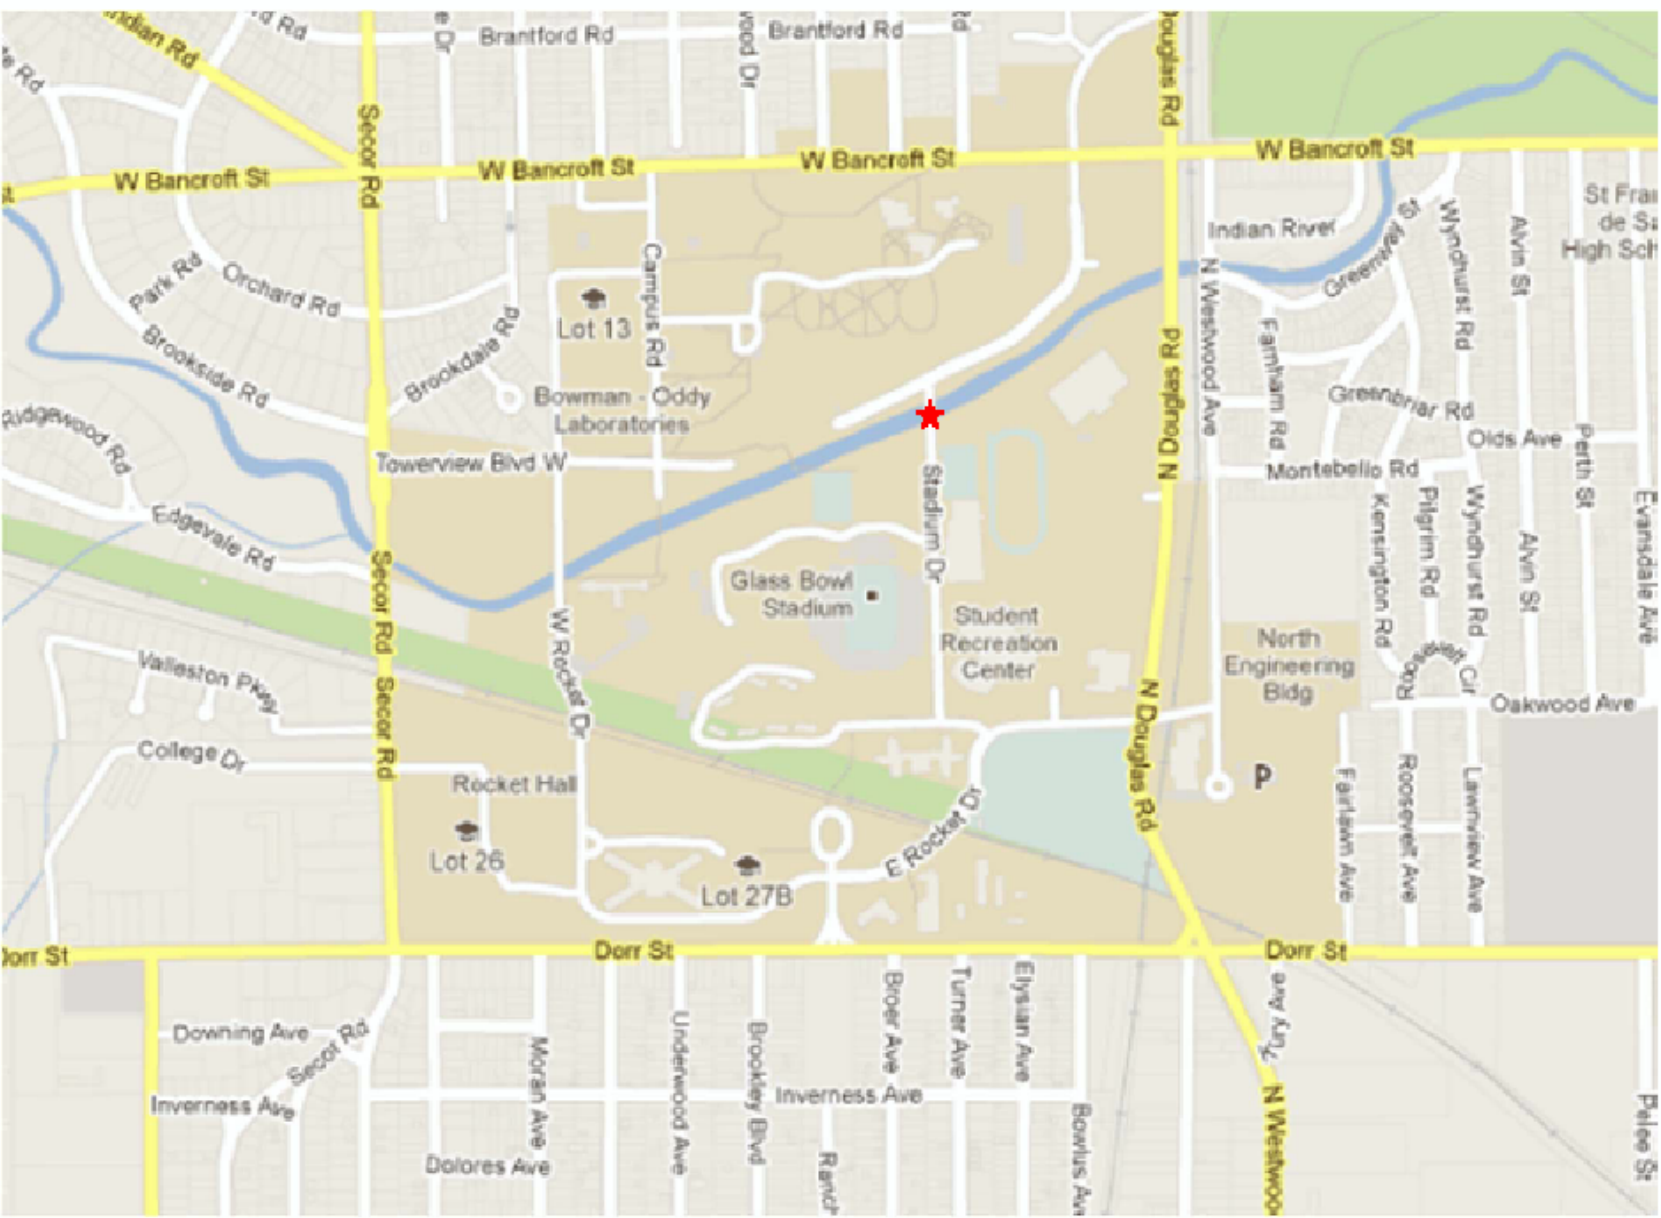 Indian Rd
Brantford Rd
Brantford Rd
wood Dr
Douglas Rd
Secor Rd
W Bancroft St
W Bancroft St
W Bancroft St
W Bancroft St
St Frai
de Sa
High Sch
Indian River
Greenway St
Wyndhurst Rd
Alvin St
Park Rd
Orchard Rd
Campus Rd
Lot 13
N Westwood Ave
Brookside Rd
Brookdale Rd
N Douglas Rd
Farnham Rd
Greenbriar Rd
Bowman - Oddy
Laboratories
Ridgewood Rd
Towerview Blvd W
Olds Ave
Perth St
Montebello Rd
Stadium Dr
Edgevale Rd
Secor Rd
Kensington Rd
Pilgrim Rd
Wyndhurst Rd
Alvin St
Evansdale Ave
Glass Bowl
Stadium
Student
Recreation
Center
W Rocket Dr
North
Engineering
Bldg
Roosevelt Cir
Valleston Pkwy
Secor Rd
N Douglas Rd
Oakwood Ave
College Dr
Rocket Hall
P
E Rocket Dr
Fairlawn Ave
Roosevelt Ave
Lawnview Ave
Lot 26
Lot 27B
Dorr St
Dorr St
Dorr St
Downing Ave
Secor Rd
Moran Ave
Underwood Ave
Brookley Blvd
Broer Ave
Turner Ave
Elysian Ave
Inverness Ave
Inverness Ave
Dolores Ave
Ranch
Bowlus Av
N Westwood
Pelee St